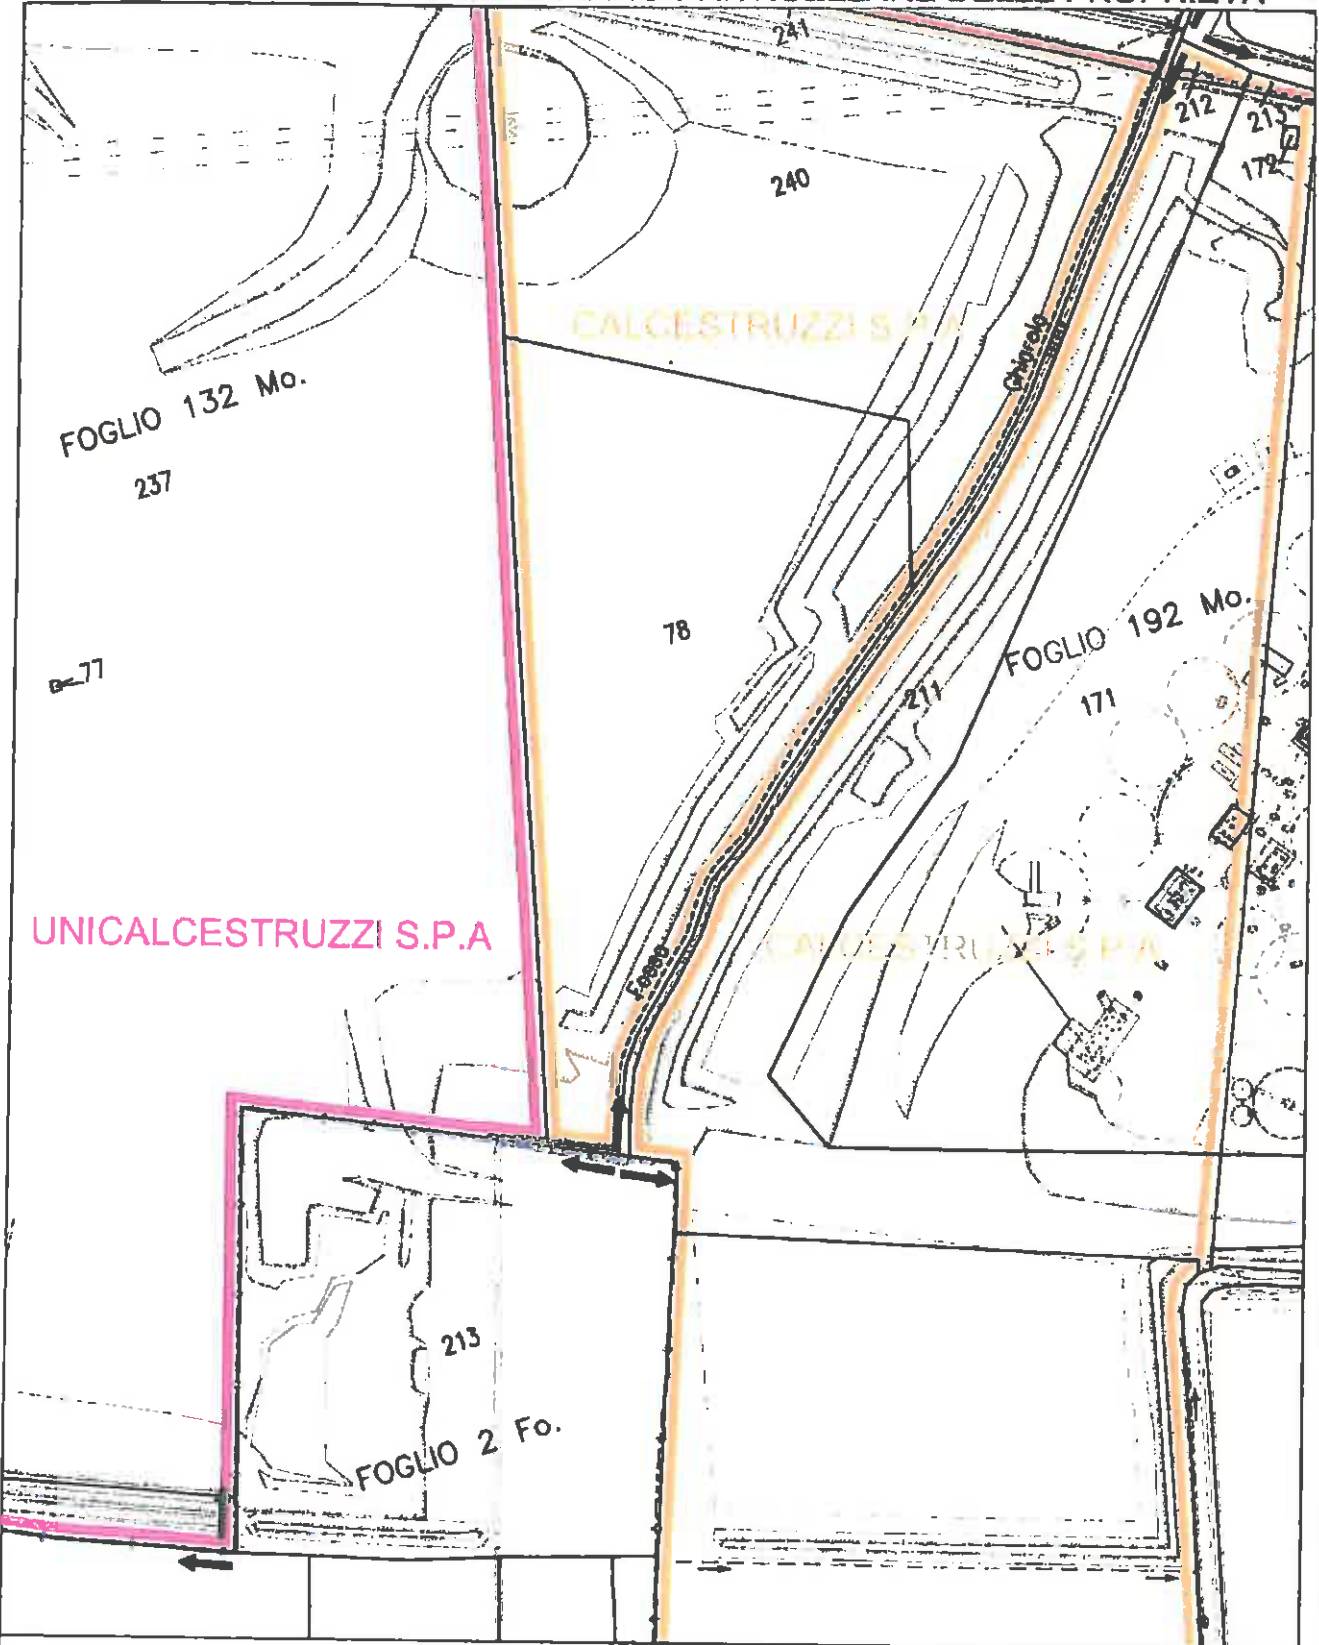 241
212
213
172
240
CALCESTRUZZI S.P.A
Ghiarola
FOGLIO 132 Mo.
237
78
FOGLIO 192 Mo.
77
211
171
UNICALCESTRUZZI S.P.A
CALCESTRUZZI S.P.A
Fosso
213
FOGLIO 2 Fo.